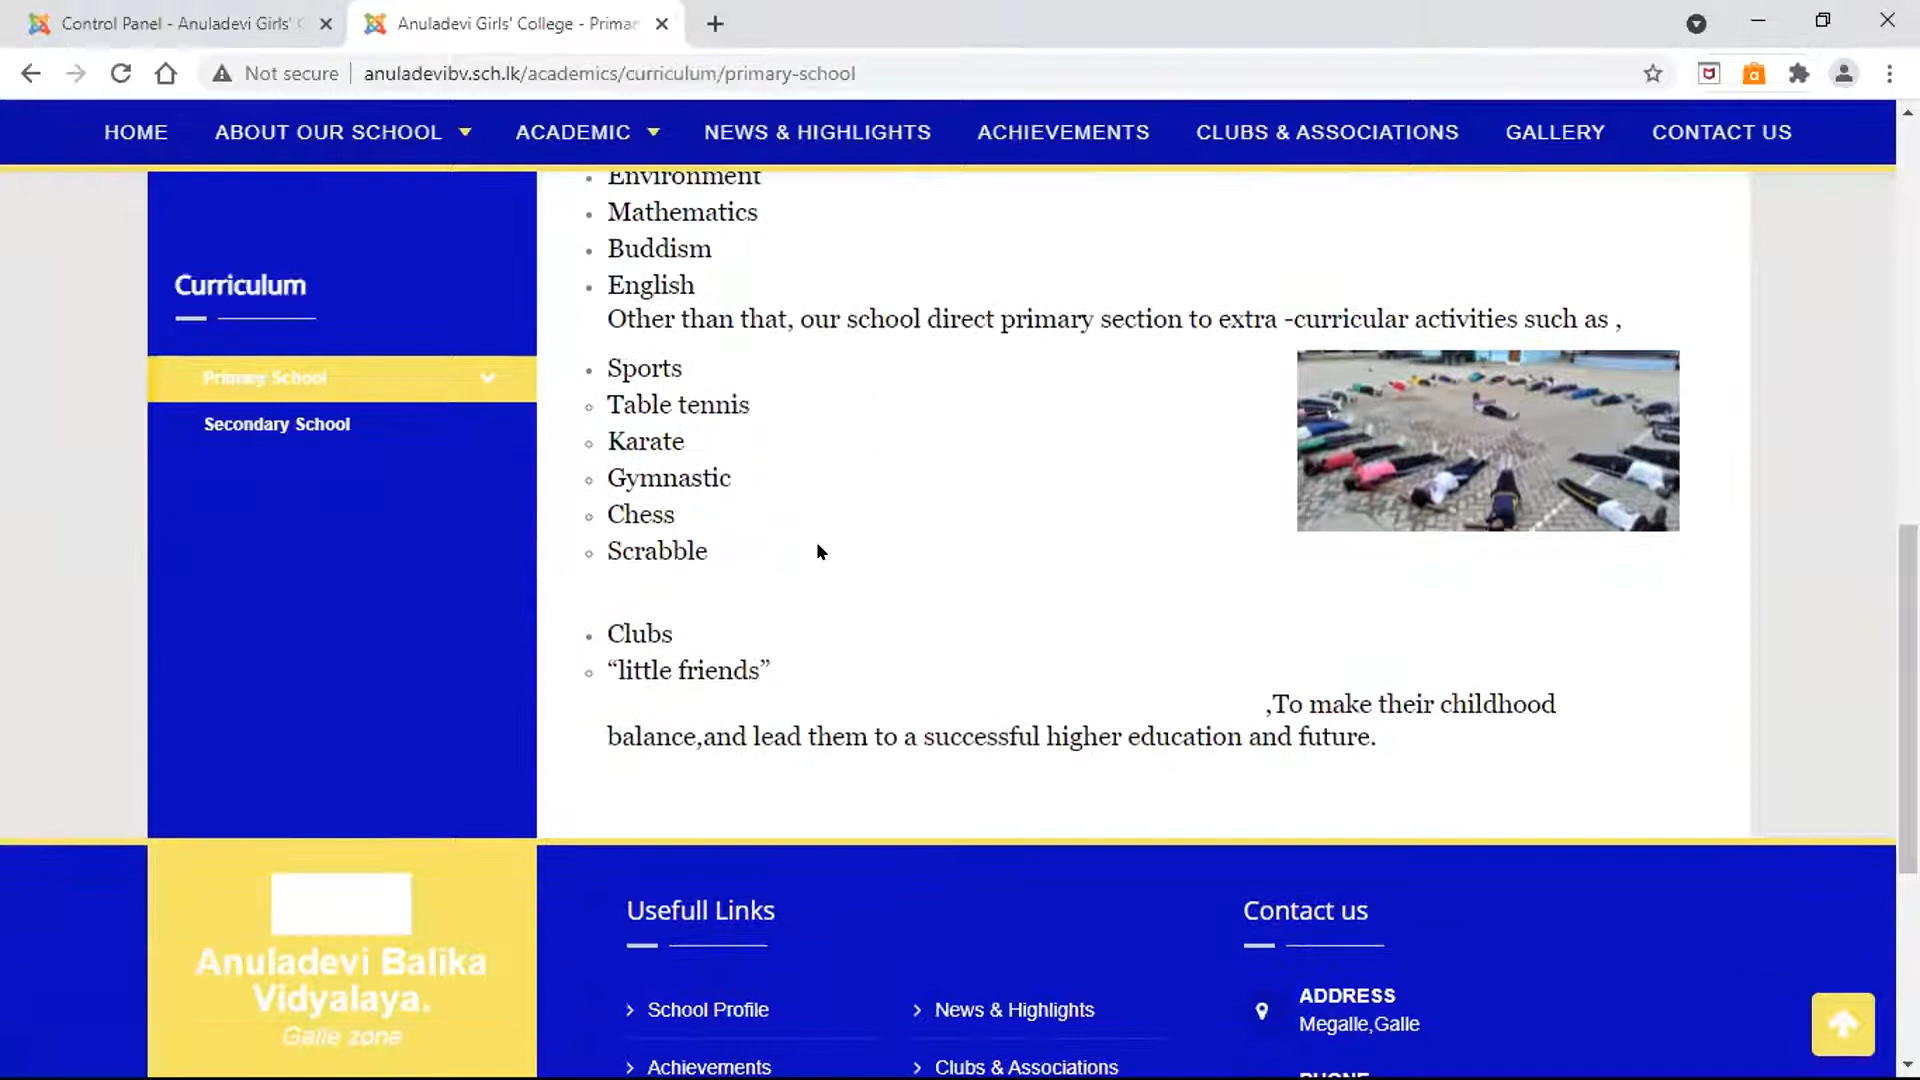 Control Panel - Anuladevi Girls' C
Anuladevi Girls' College - Primar
Not secure
anuladevibv.sch.lk/academics/curriculum/primary-school
HOME
ABOUT OUR SCHOOL
ACADEMIC
NEWS & HIGHLIGHTS
ACHIEVEMENTS
CLUBS & ASSOCIATIONS
GALLERY
CONTACT US
Curriculum
Primary School
Secondary School
Environment
Mathematics
Buddism
English
Other than that, our school direct primary section to extra -curricular activities such as ,
Sports
Table tennis
Karate
Gymnastic
Chess
Scrabble
Clubs
“little friends”
,To make their childhood
balance,and lead them to a successful higher education and future.
Anuladevi Balika
Vidyalaya.
Galle zone
Usefull Links
School Profile
News & Highlights
Achievements
Clubs & Associations
Contact us
ADDRESS
Megalle,Galle
PHONE